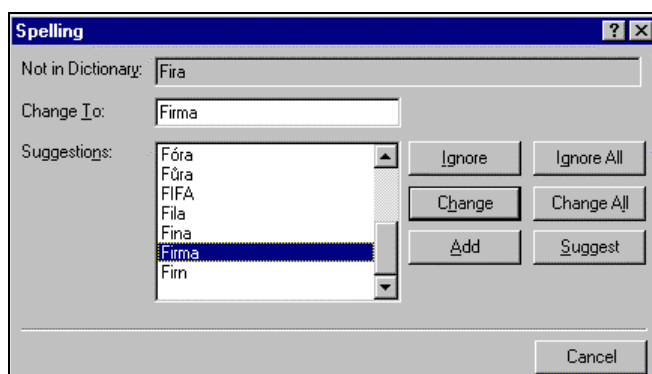 Spelling
Not in Dictionary: Fira
Change To: Firma
Suggestions:
Fóra
Fůra
FIFA
Fila
Fina
Firma
Firn
Ignore
Ignore All
Change
Change All
Add
Suggest
Cancel